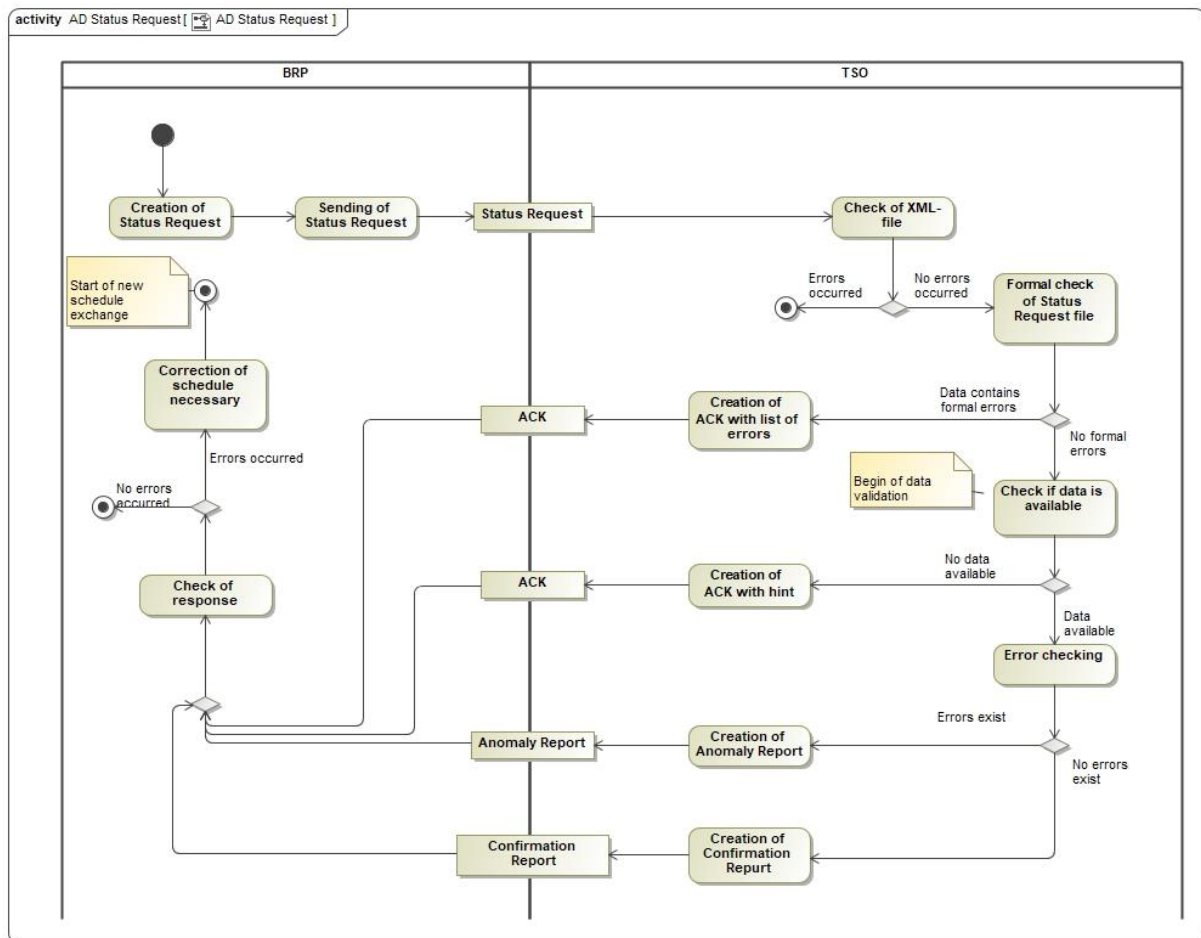 activity AD Status Request [ AD Status Request ]
BRP
TSO
Creation of
Status Request
Sending of
Status Request
Status Request
Check of XML-
file
Start of new
schedule
exchange
Errors
occurred
No errors
occurred
Formal check
of Status
Request file
Correction of
schedule
necessary
ACK
Creation of
ACK with list of
errors
Data contains
formal errors
No formal
errors
Errors occurred
Begin of data
validation
Check if data is
available
No errors
accurred
Check of
response
ACK
Creation of
ACK with hint
No data
available
Data
available
Error checking
Errors exist
Anomaly Report
Creation of
Anomaly Report
No errors
exist
Confirmation
Report
Creation of
Confirmation
Repurt